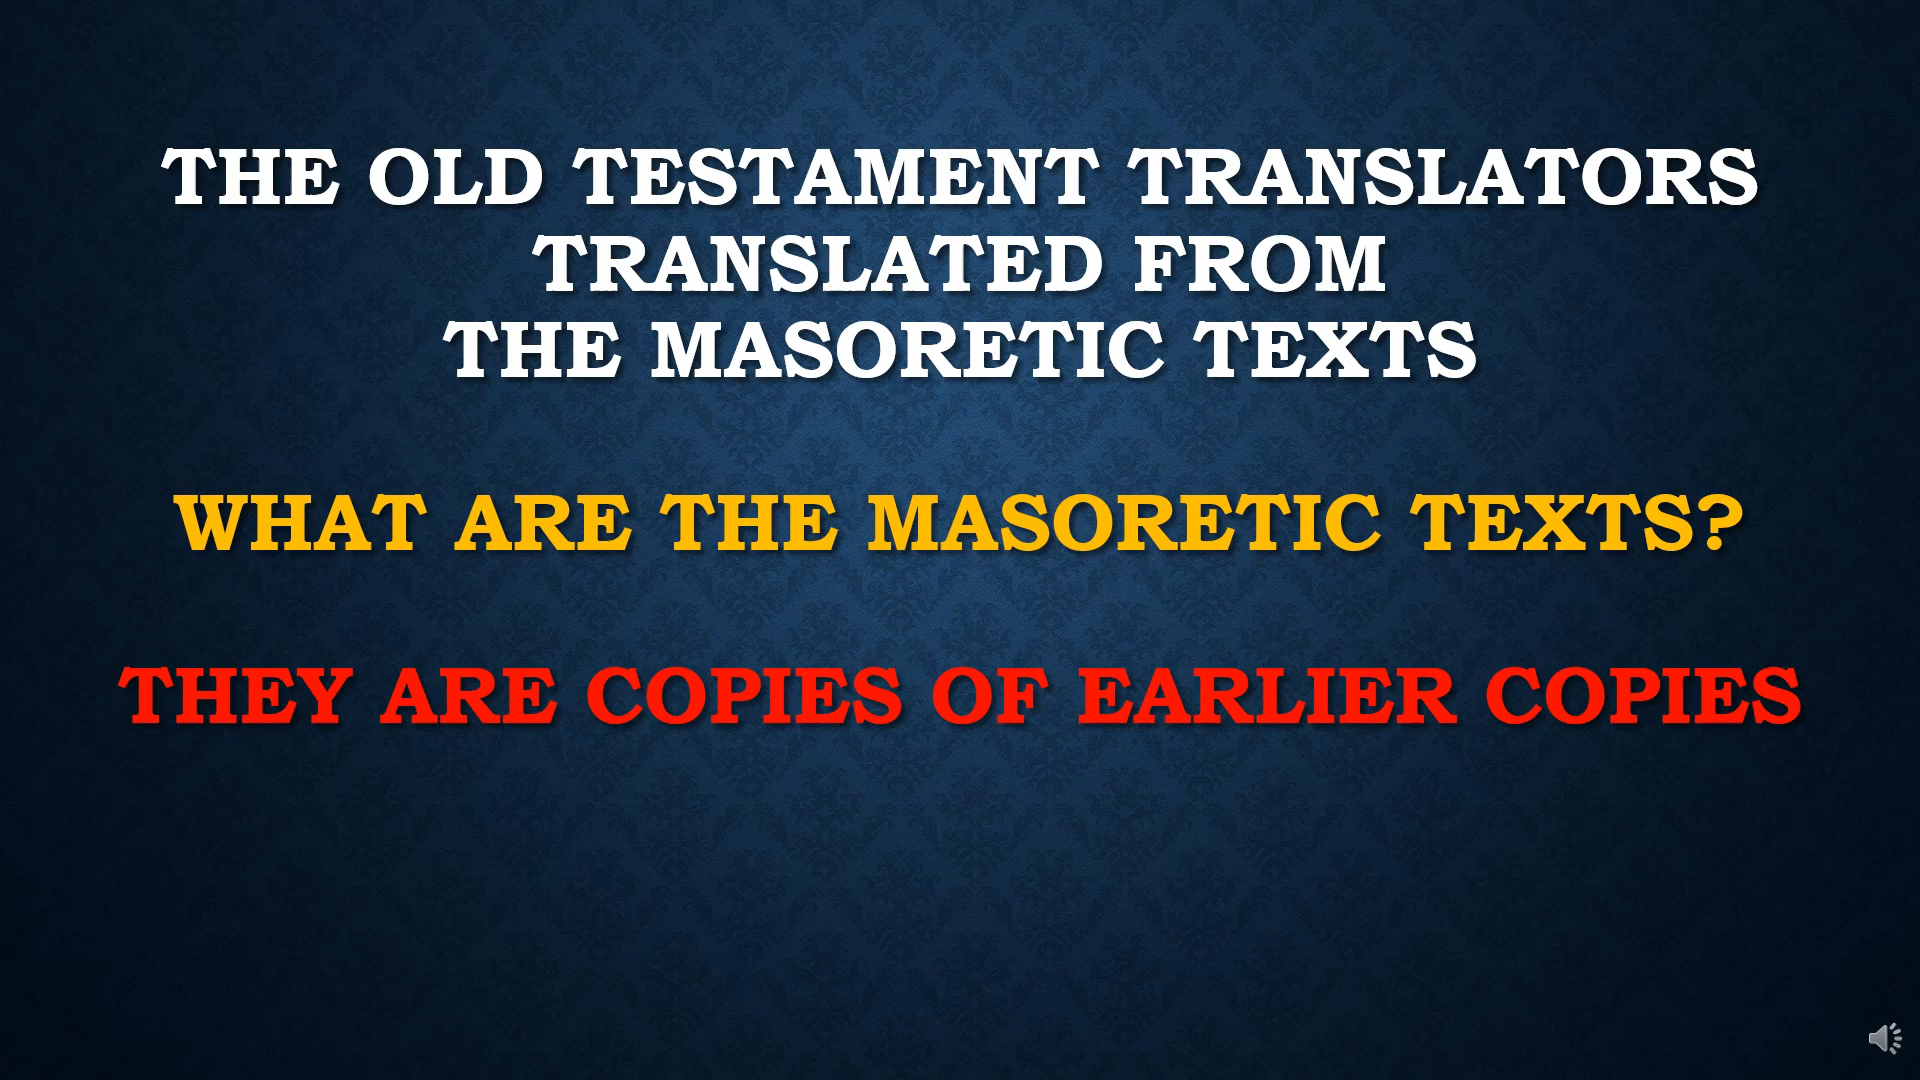 THE OLD TESTAMENT TRANSLATORS
TRANSLATED FROM
THE MASORETIC TEXTS
WHAT ARE THE MASORETIC TEXTS?
THEY ARE COPIES OF EARLIER COPIES